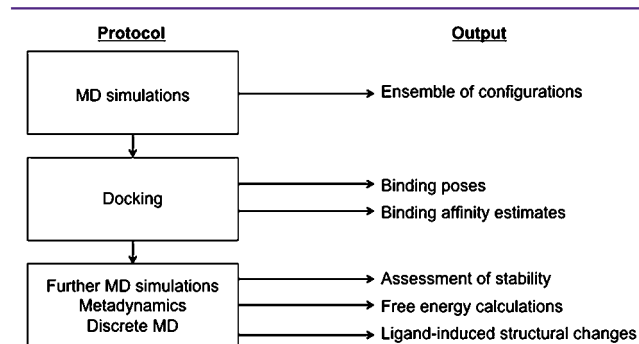 Protocol
Output
MD simulations
Ensemble of configurations
Docking
Binding poses
Binding affinity estimates
Further MD simulations
Metadynamics
Discrete MD
Assessment of stability
Free energy calculations
Ligand-induced structural changes